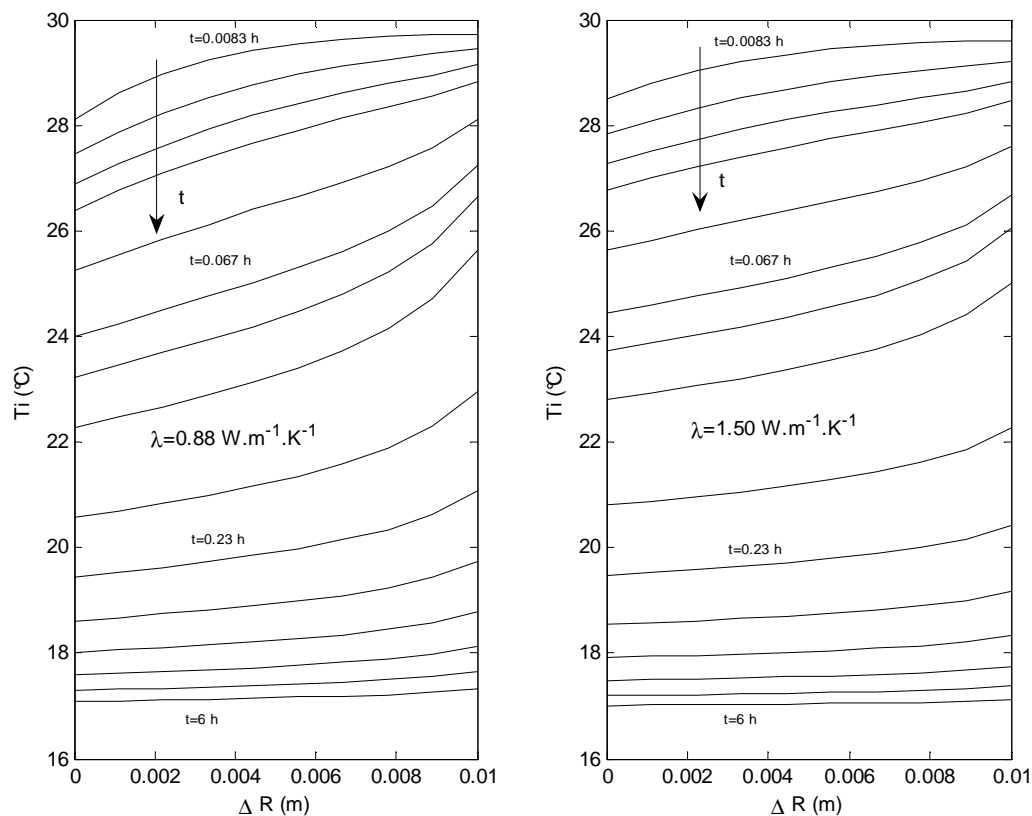 30
28
26
24
22
20
18
16
Ti (°C)
t=0.0083 h
t
t=0.067 h
λ=0.88 W.m⁻¹.K⁻¹
t=0.23 h
t=6 h
0 0.002 0.004 0.006 0.008 0.01
Δ R (m)
30
28
26
24
22
20
18
16
Ti (°C)
t=0.0083 h
t
t=0.067 h
λ=1.50 W.m⁻¹.K⁻¹
t=0.23 h
t=6 h
0 0.002 0.004 0.006 0.008 0.01
Δ R (m)